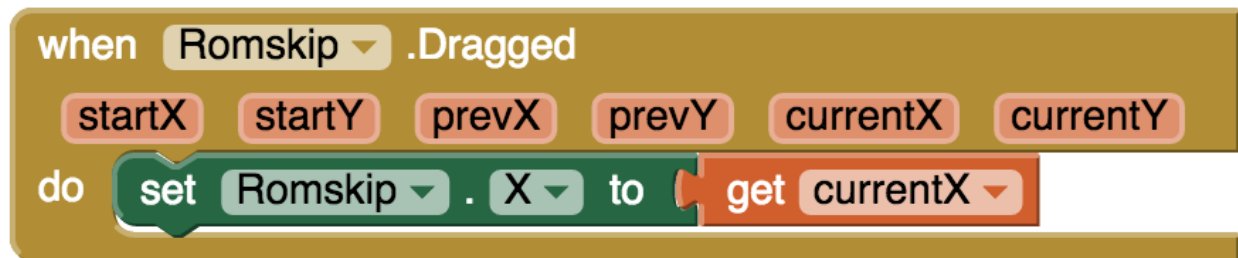 when Romskip .Dragged
startX startY prevX prevY currentX currentY
do set Romskip . X to get currentX